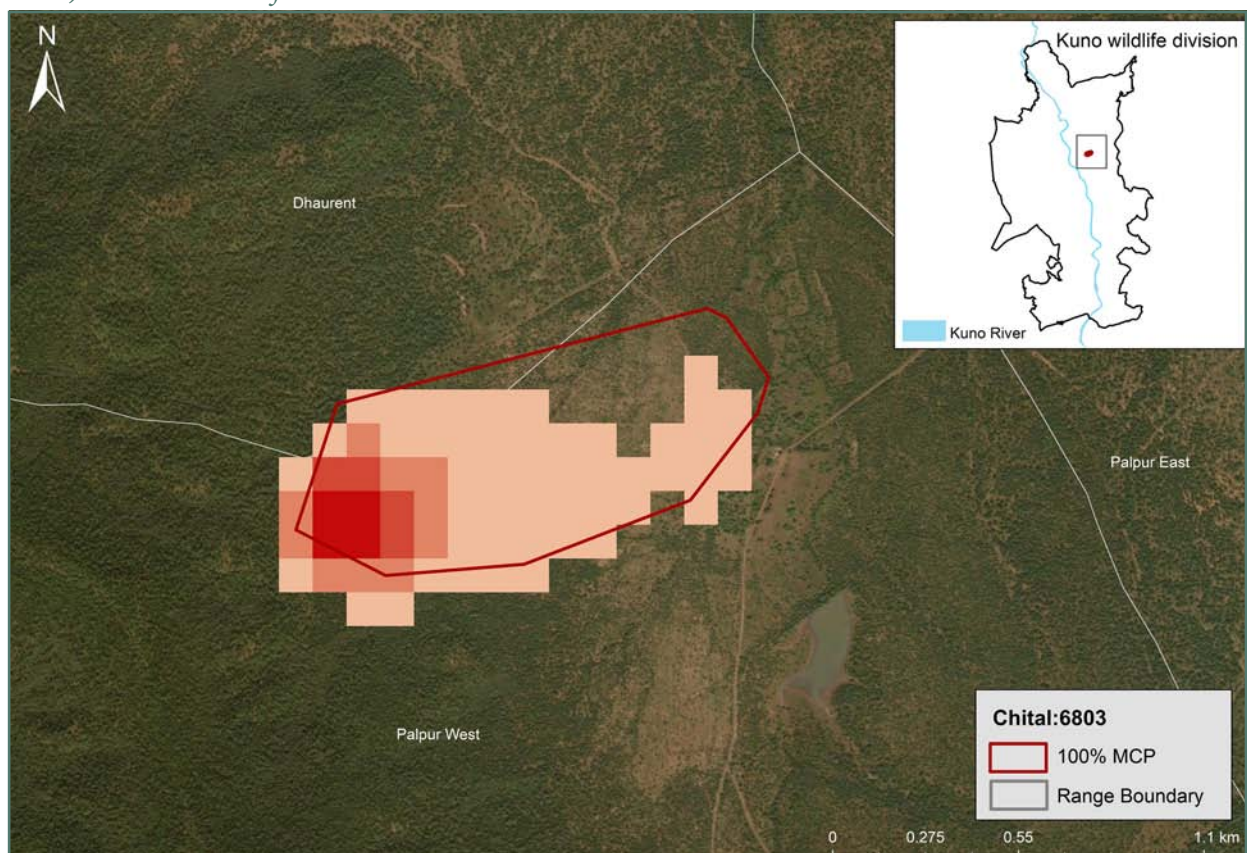 N
Kuno wildlife division
Kuno River
Dhaurent
Palpur East
Palpur West
Chital:6803
100% MCP
Range Boundary
0 0.275 0.55 1.1 km